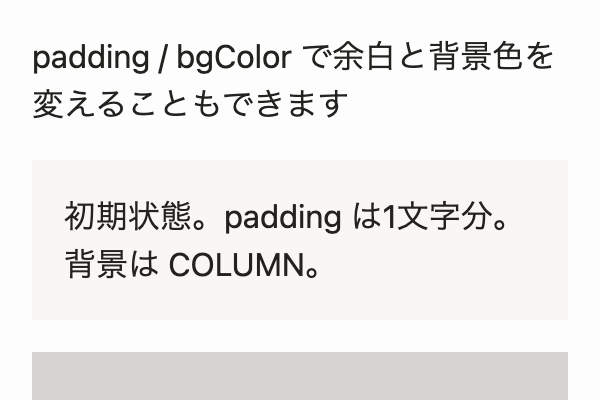 padding / bgColor で余白と背景色を
変えることもできます
初期状態。padding は1文字分。
背景は COLUMN。